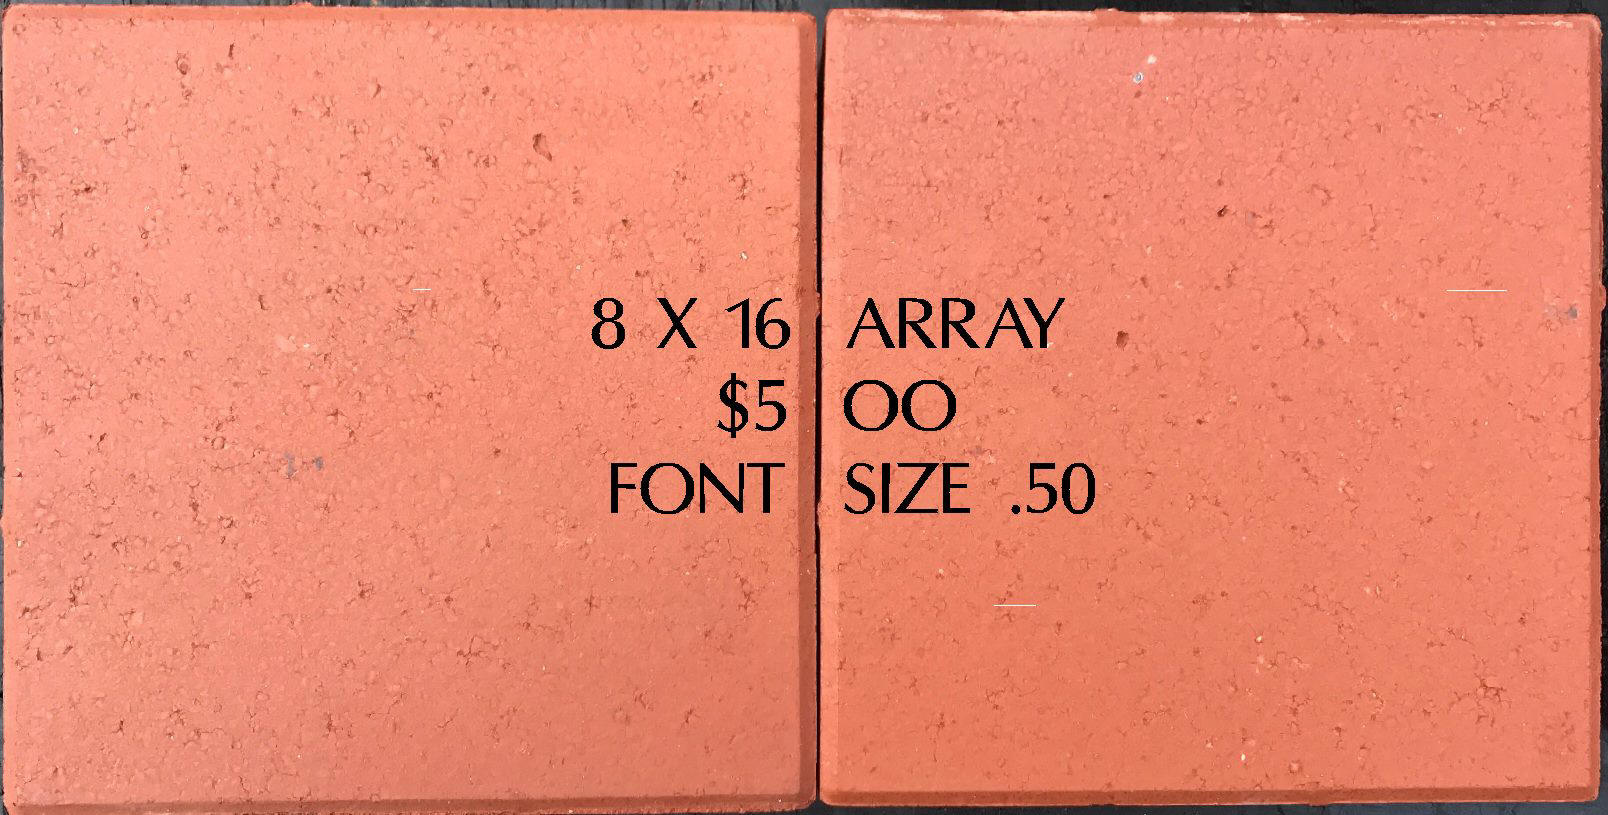 8 X 16 ARRAY
$5 OO
FONT SIZE .50